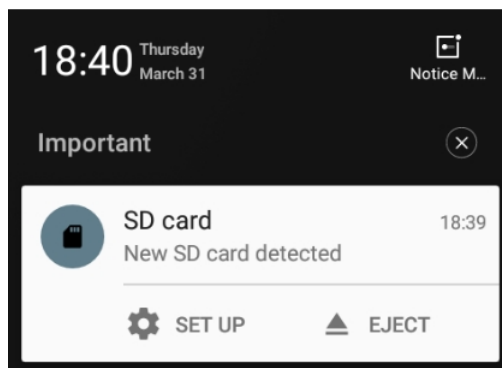 18:40
Thursday
March 31
Notice M...
Important
SD card
18:39
New SD card detected
SET UP
EJECT